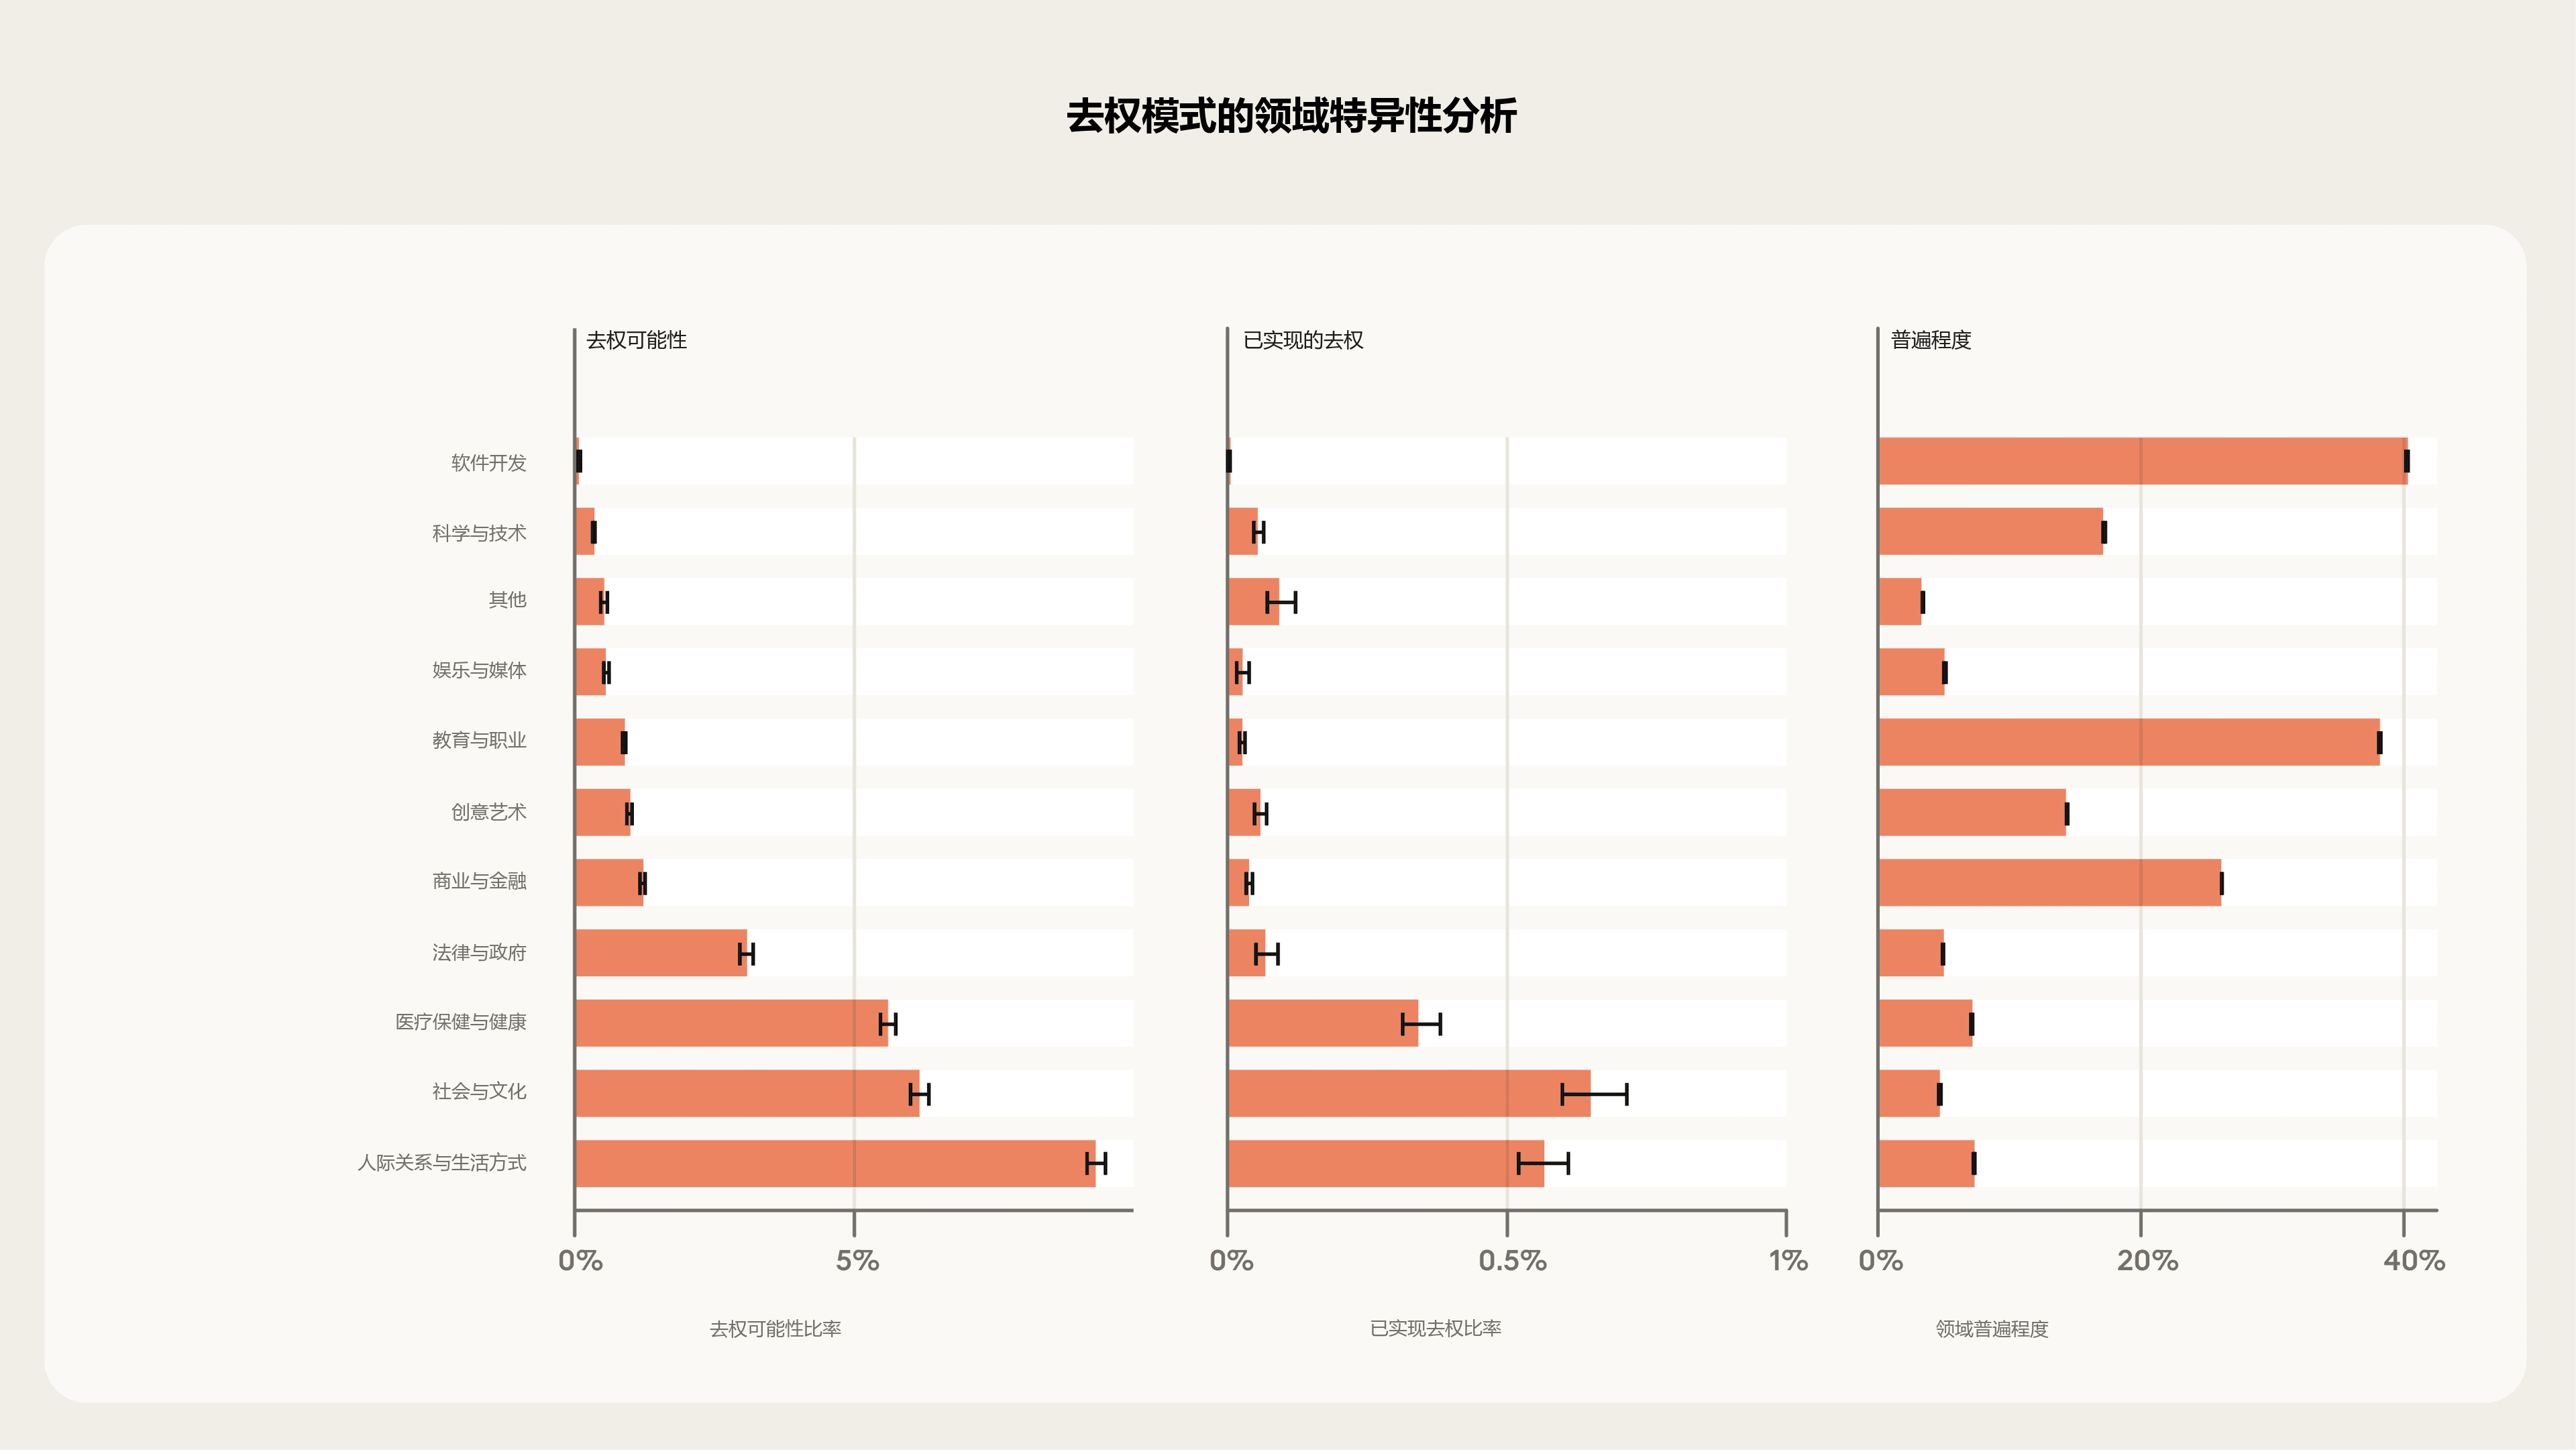 去权模式的领域特异性分析
去权可能性
已实现的去权
普遍程度
软件开发
科学与技术
其他
娱乐与媒体
教育与职业
创意艺术
商业与金融
法律与政府
医疗保健与健康
社会与文化
人际关系与生活方式
0%
5%
0%
0.5%
1%
0%
20%
40%
去权可能性比率
已实现去权比率
领域普遍程度